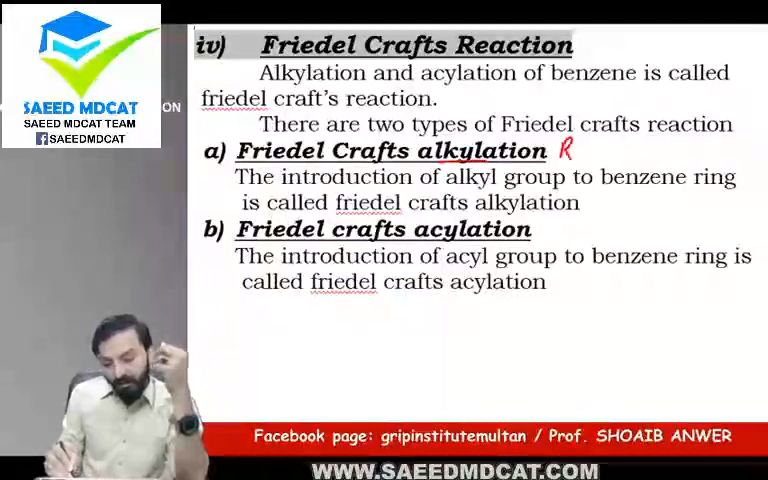 SAEED MDCAT
SAEED MDCAT TEAM
SAEEDMDCAT
ON
iv) Friedel Crafts Reaction
Alkylation and acylation of benzene is called
friedel craft's reaction.
There are two types of Friedel crafts reaction
a) Friedel Crafts alkylation R
The introduction of alkyl group to benzene ring
is called friedel crafts alkylation
b) Friedel crafts acylation
The introduction of acyl group to benzene ring is
called friedel crafts acylation
Facebook page: gripinstitutemultan / Prof. SHOAIB ANWER
WWW.SAEEDMDCAT.COM